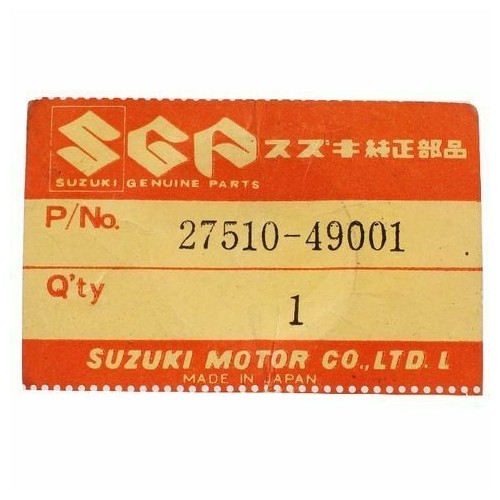 SGP スズキ純正部品
SUZUKI GENUINE PARTS
P/No. 27510-49001
Q'ty 1
SUZUKI MOTOR CO.,LTD. L
MADE IN JAPAN